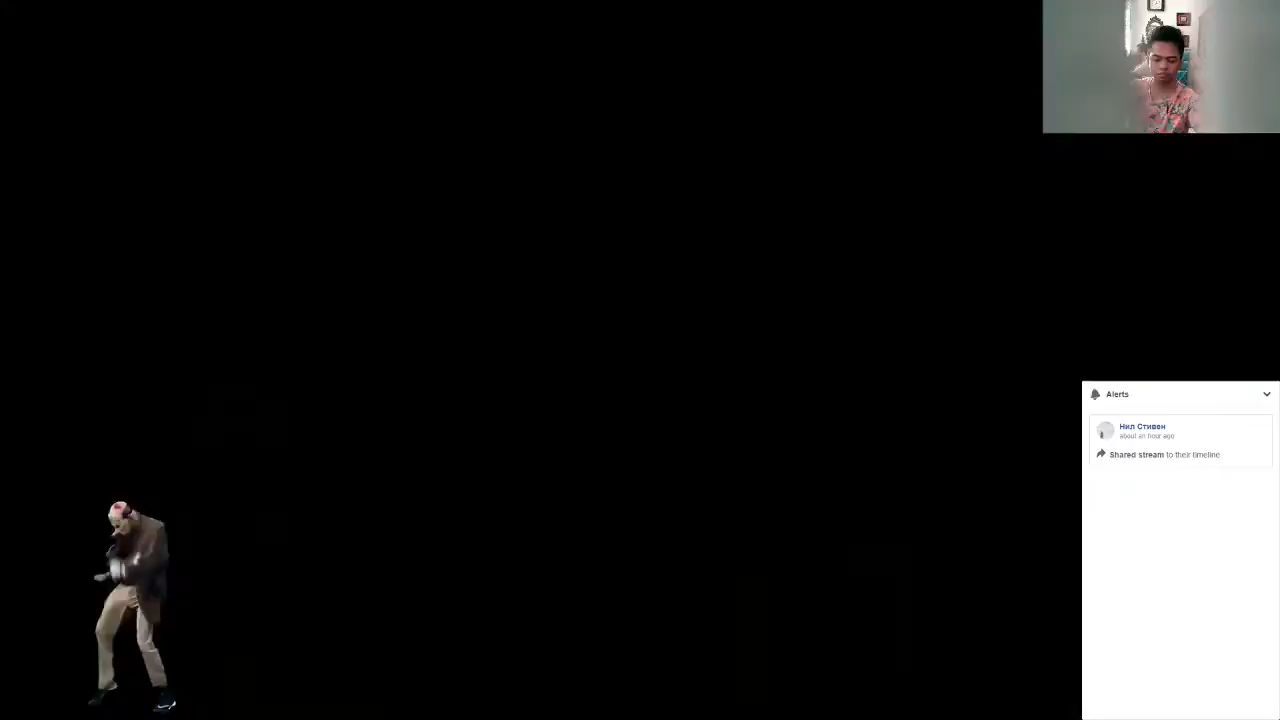 Alerts
Нил Стивен
about an hour ago
Shared stream to their timeline